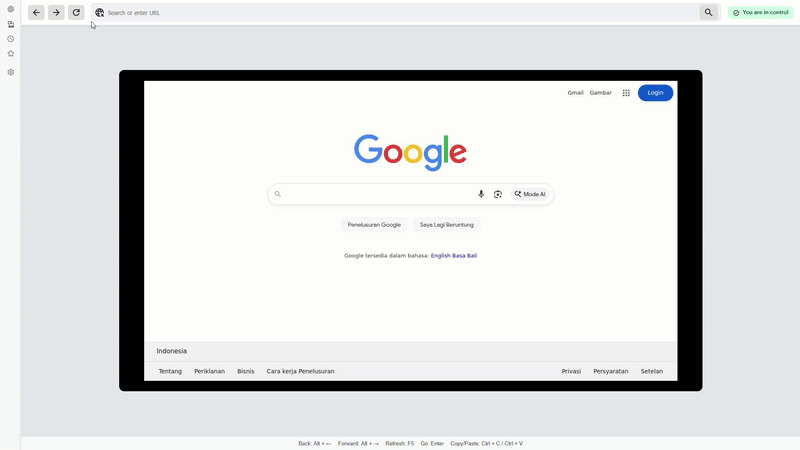 Search or enter URL
You are in control
Gmail Gambar Login
Google
Mode AI
Penelusuran Google Saya Lagi Beruntung
Google tersedia dalam bahasa: English Basa Bali
Indonesia
Tentang Periklanan Bisnis Cara kerja Penelusuran Privasi Persyaratan Setelan
Back: Alt + ← Forward: Alt + → Refresh: F5 Go: Enter Copy/Paste: Ctrl + C / Ctrl + V